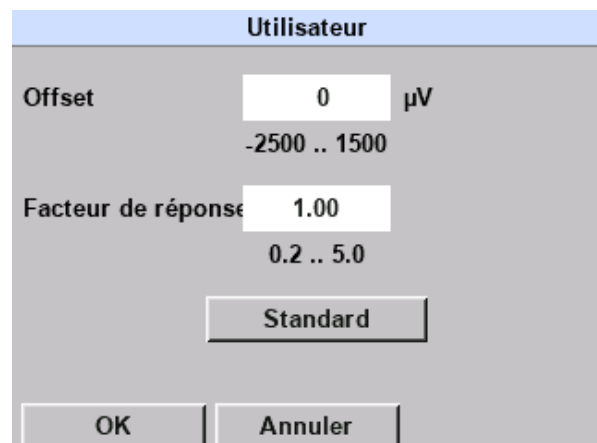 Utilisateur
Offset 0 µV
-2500 .. 1500
Facteur de réponse 1.00
0.2 .. 5.0
Standard
OK Annuler